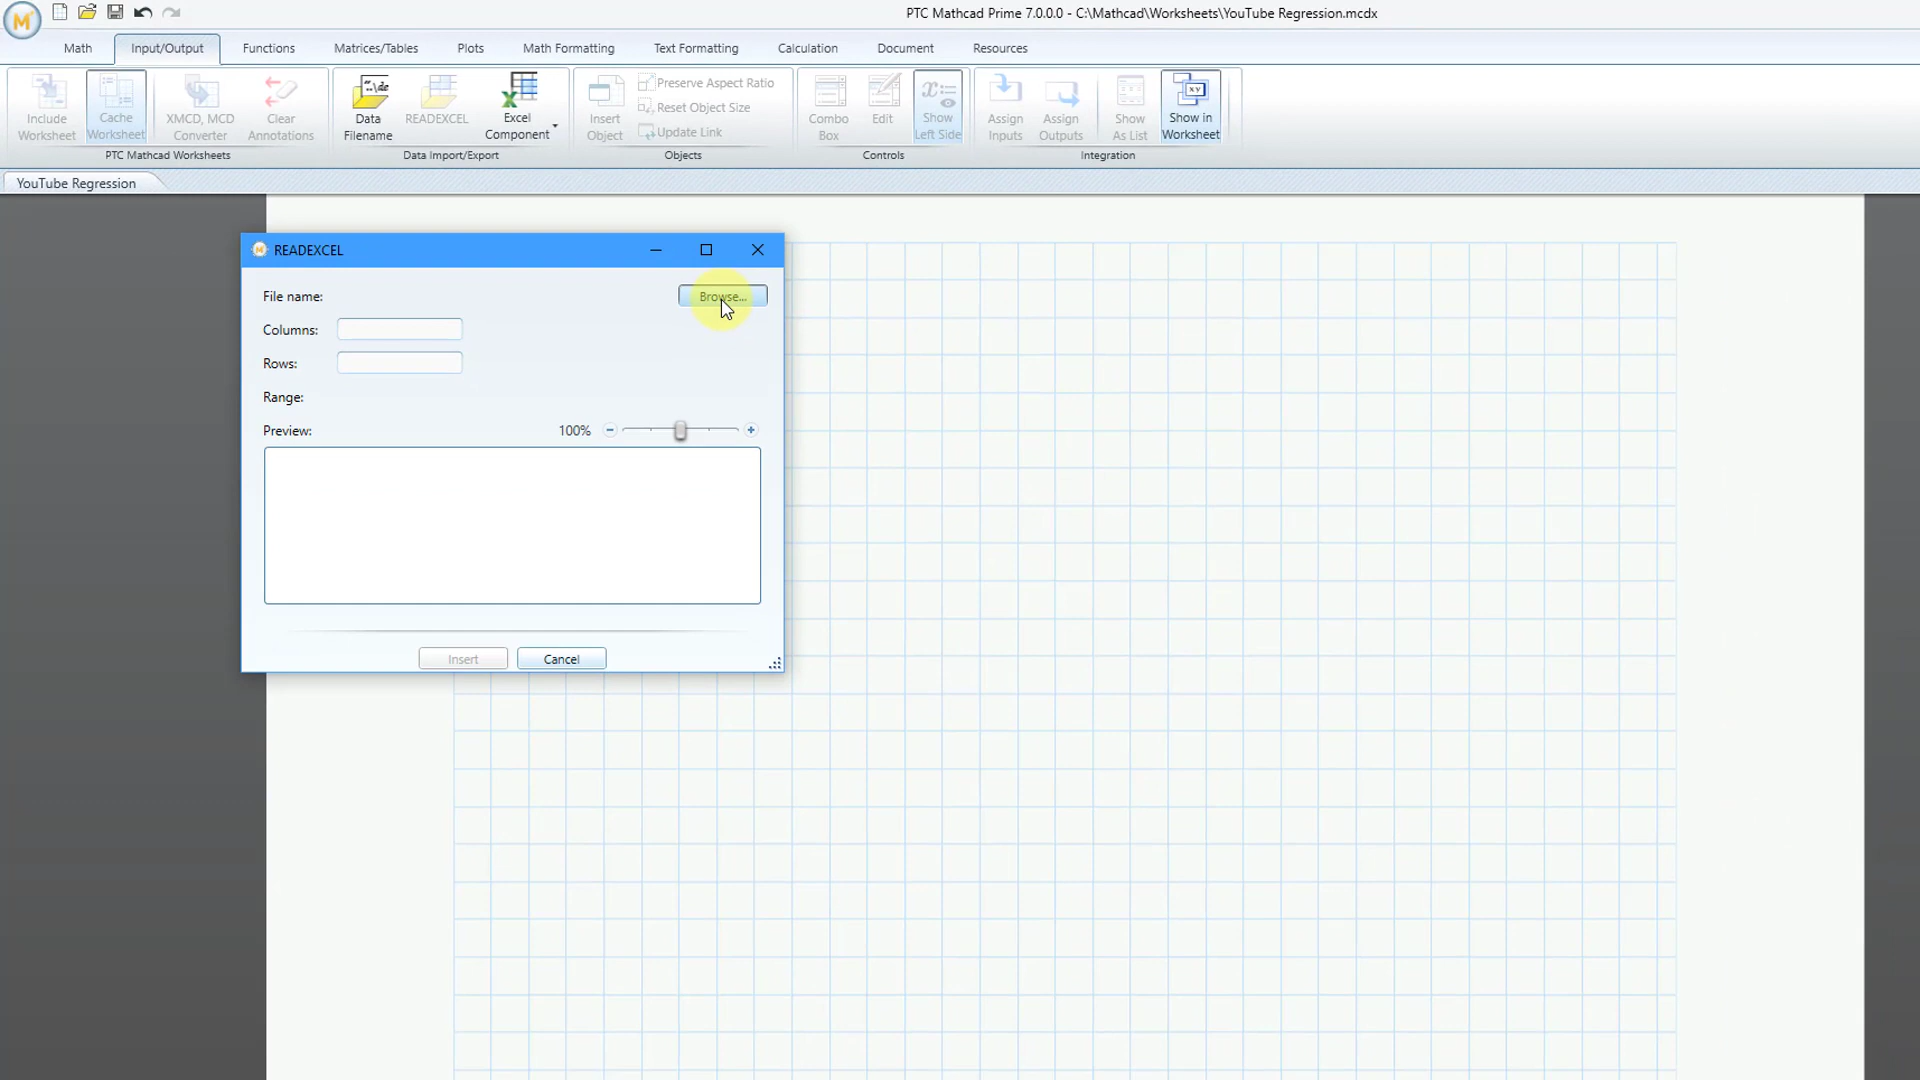 PTC Mathcad Prime 7.0.0.0 - C:\Mathcad\Worksheets\YouTube Regression.mcdx
Math Input/Output Functions Matrices/Tables Plots Math Formatting Text Formatting Calculation Document Resources
Include Worksheet
Cache Worksheet
XMCD, MCD Converter
Clear Annotations
PTC Mathcad Worksheets
Data Filename
READEXCEL
Excel Component
Data Import/Export
Insert Object
Preserve Aspect Ratio
Reset Object Size
Update Link
Objects
Combo Box
Edit
Show Left Side
Controls
Assign Inputs
Assign Outputs
Show As List
Show in Worksheet
Integration
YouTube Regression
READEXCEL
File name:
Browse...
Columns:
Rows:
Range:
Preview:
100%
Insert
Cancel